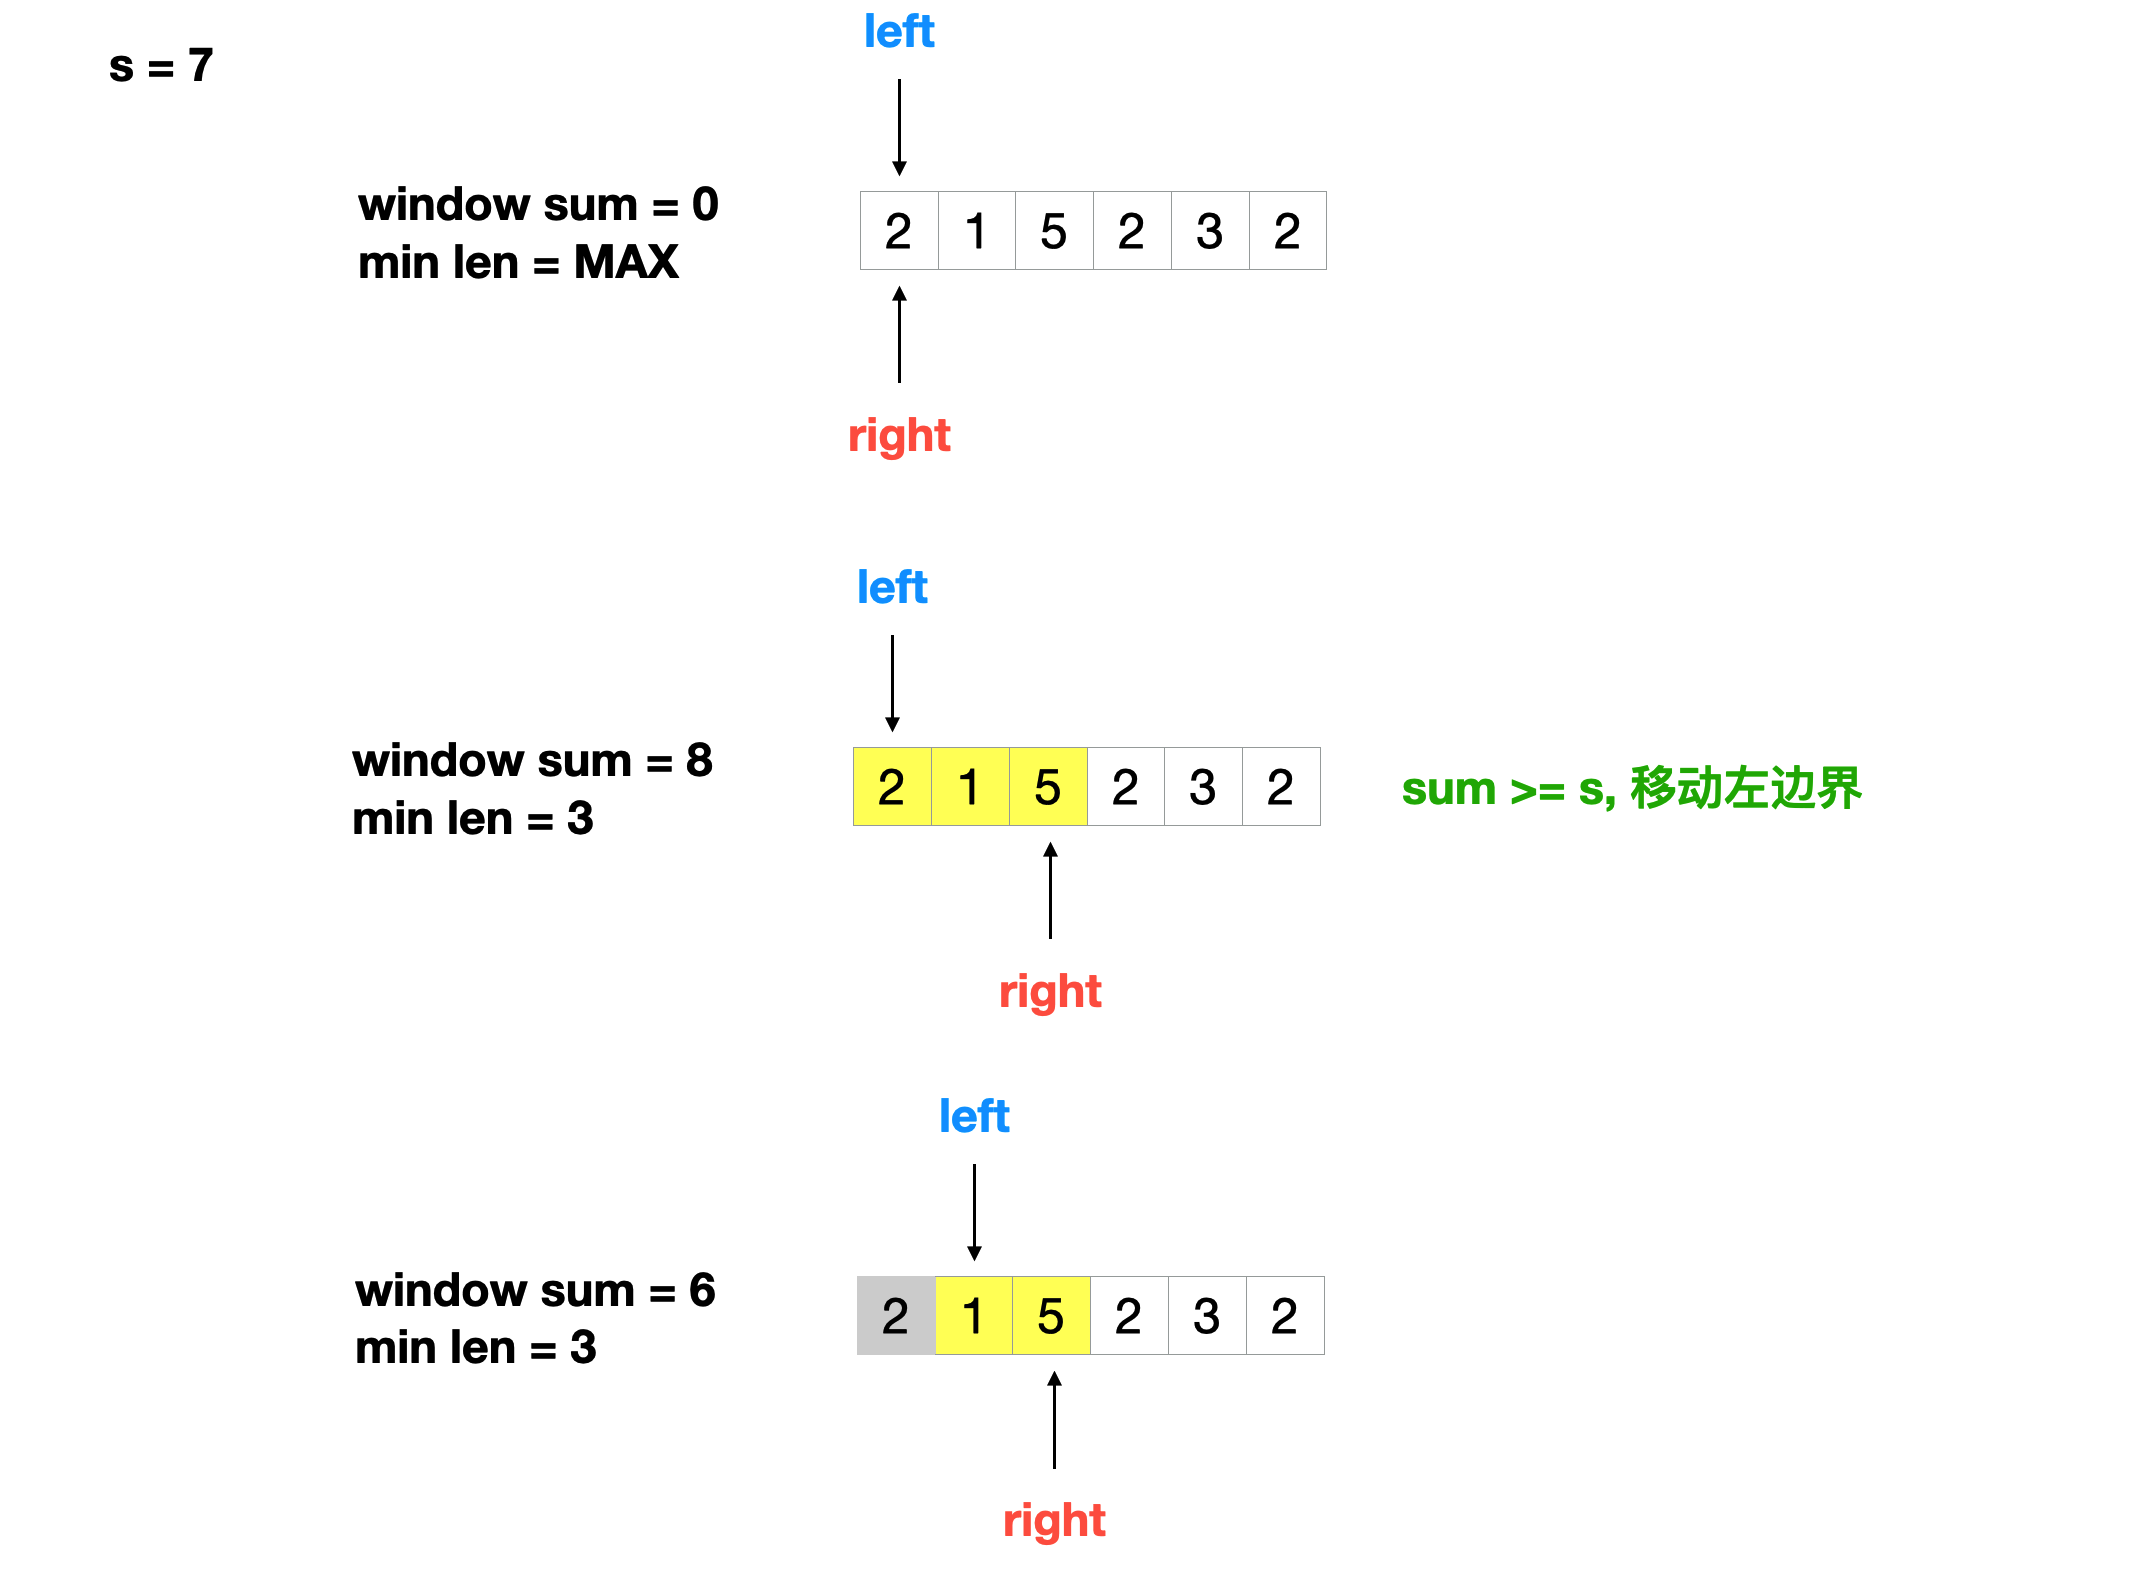 left
s = 7
window sum = 0
min len = MAX
2 1 5 2 3 2
right
left
window sum = 8
min len = 3
2 1 5 2 3 2
sum >= s, 移动左边界
right
left
window sum = 6
min len = 3
2 1 5 2 3 2
right